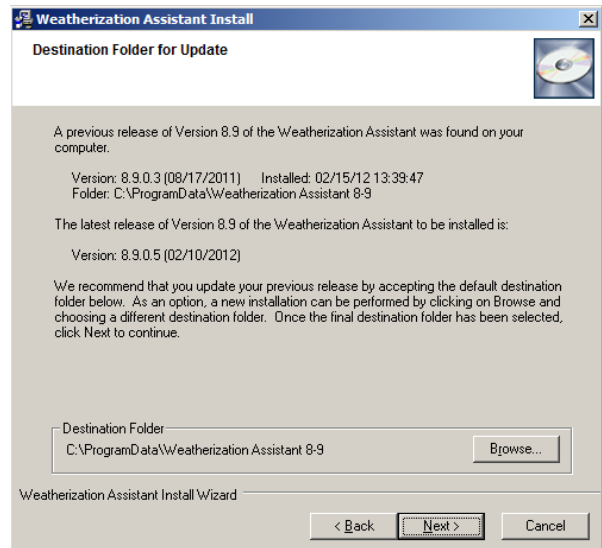 Weatherization Assistant Install
Destination Folder for Update
A previous release of Version 8.9 of the Weatherization Assistant was found on your
computer.
Version: 8.9.0.3 (08/17/2011) Installed: 02/15/12 13:39:47
Folder: C:\ProgramData\Weatherization Assistant 8-9
The latest release of Version 8.9 of the Weatherization Assistant to be installed is:
Version: 8.9.0.5 (02/10/2012)
We recommend that you update your previous release by accepting the default destination
folder below. As an option, a new installation can be performed by clicking on Browse and
choosing a different destination folder. Once the final destination folder has been selected,
click Next to continue.
Destination Folder
C:\ProgramData\Weatherization Assistant 8-9
Browse...
Weatherization Assistant Install Wizard
< Back
Next >
Cancel